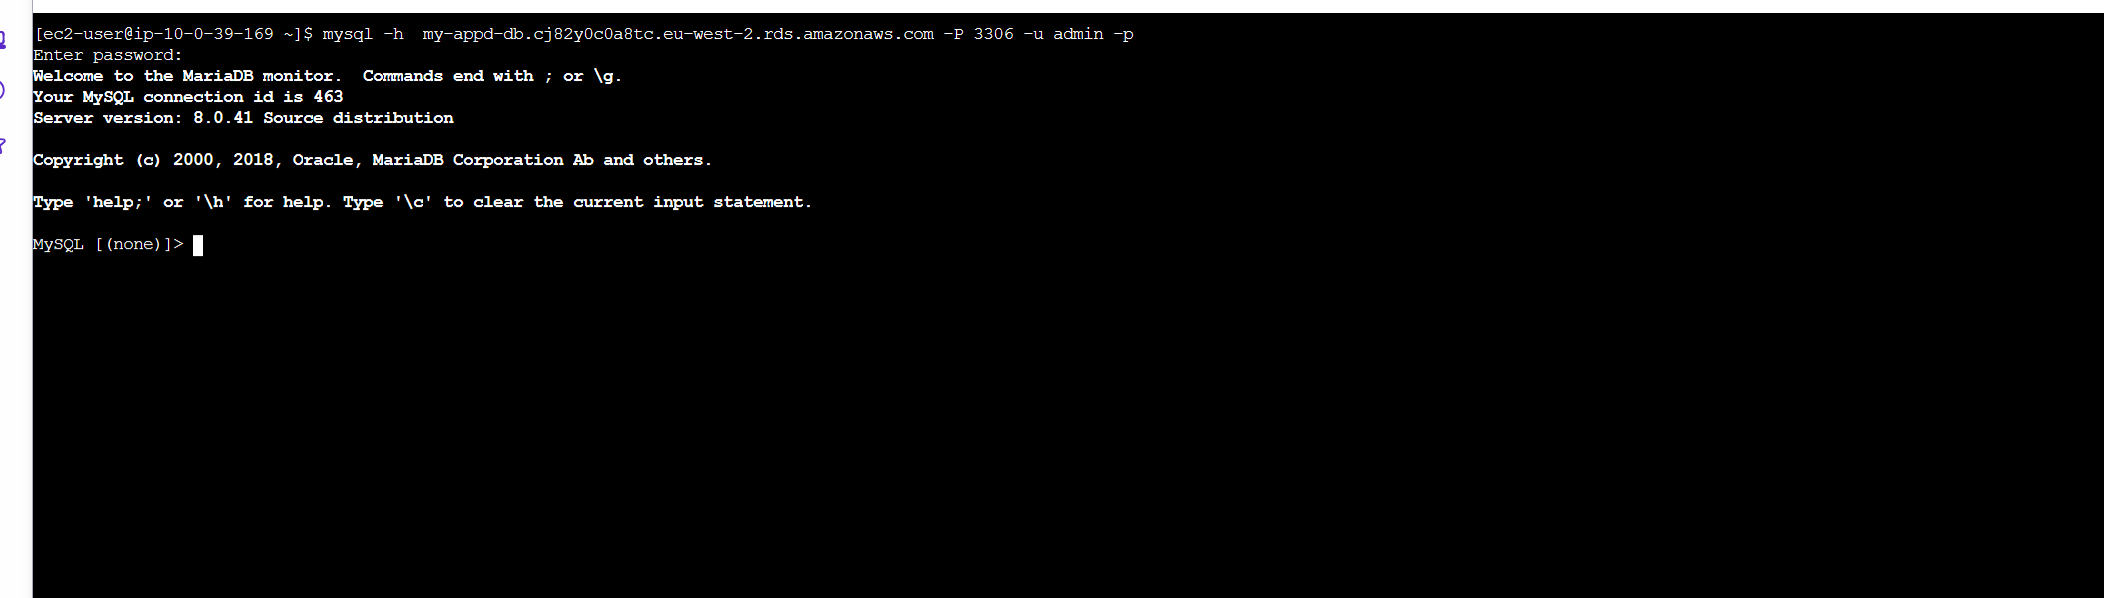 [ec2-user@ip-10-0-39-169 ~]$ mysql -h  my-appd-db.cj82y0c0a8tc.eu-west-2.rds.amazonaws.com -P 3306 -u admin -p
Enter password:
Welcome to the MariaDB monitor.  Commands end with ; or \g.
Your MySQL connection id is 463
Server version: 8.0.41 Source distribution

Copyright (c) 2000, 2018, Oracle, MariaDB Corporation Ab and others.

Type 'help;' or '\h' for help. Type '\c' to clear the current input statement.

MySQL [(none)]>